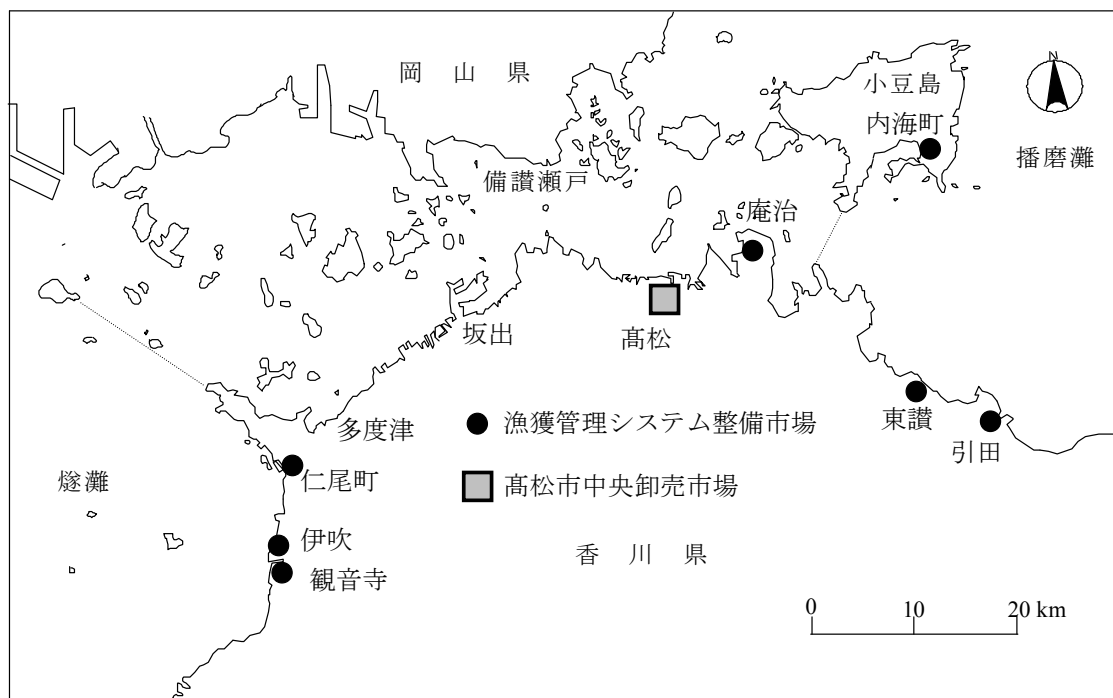 岡山県
N
小豆島
内海町
播磨灘
備讃瀬戸
庵治
坂出
髙松
多度津
漁獲管理システム整備市場
東讃
引田
燧灘
仁尾町
髙松市中央卸売市場
伊吹
香川県
観音寺
0 10 20 km